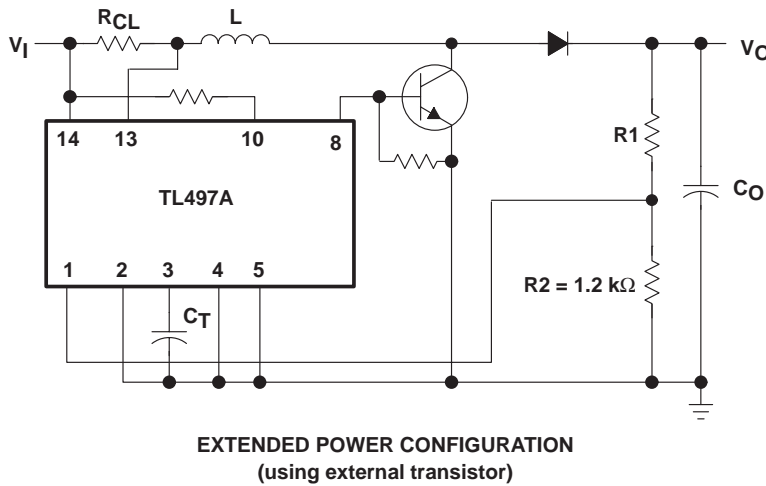 RCL
L
VI
VO
14
13
10
8
R1
TL497A
CO
1
2
3
4
5
R2 = 1.2 kΩ
CT
EXTENDED POWER CONFIGURATION
(using external transistor)